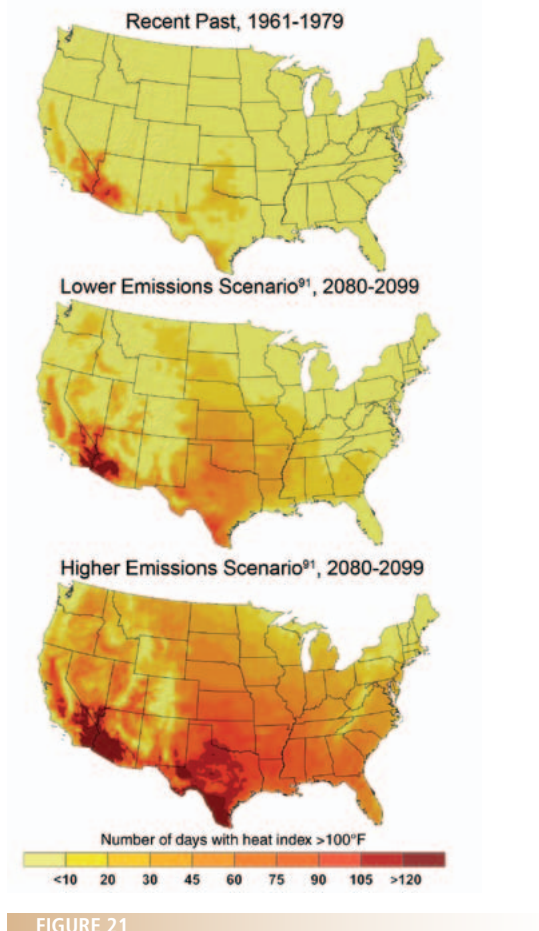 Recent Past, 1961-1979
Lower Emissions Scenario⁹¹, 2080-2099
Higher Emissions Scenario⁹¹, 2080-2099
Number of days with heat index >100°F
<10 20 30 45 60 75 90 105 >120
FIGURE 21